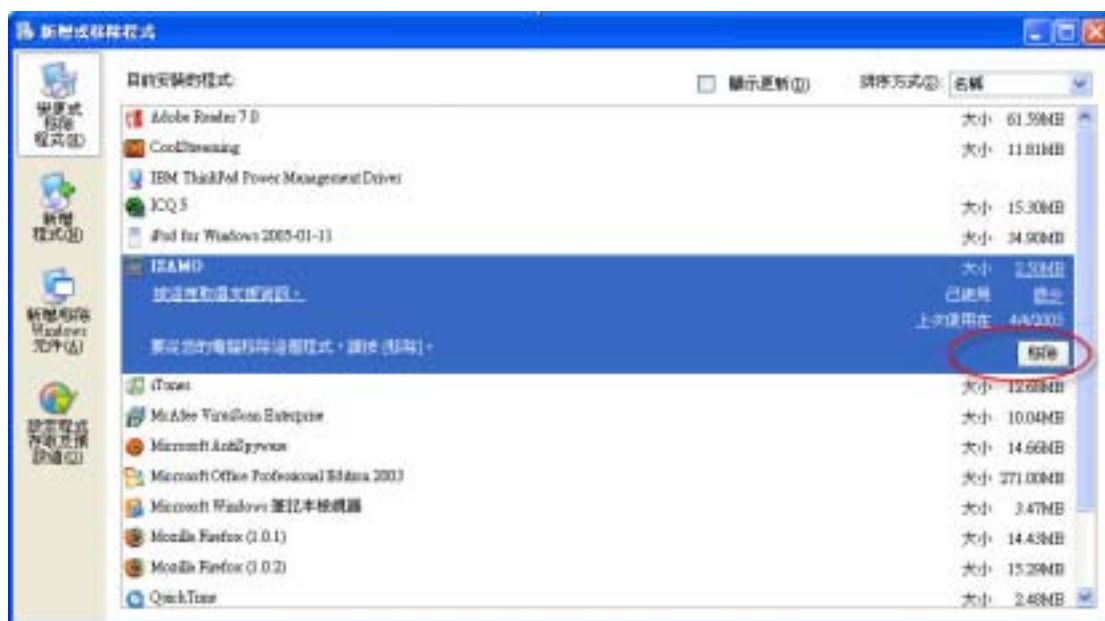 新增或移除程式
變更或
移除
程式(H)
新增
程式(N)
新增/移除
Windows
元件(A)
設定程式
存取及預
設值(O)
目前安裝的程式:
顯示更新(D)
排序方式(S): 名稱
Adobe Reader 7.0 大小 61.59MB
CoolStreaming 大小 11.81MB
IBM ThinkPad Power Management Driver
ICQ 5 大小 15.30MB
iPod for Windows 2005-01-11 大小 34.90MB
IZAMO 大小 2.50MB
按這裡取得支援資訊。 已使用
上次使用在 4/4/2005
要從您的電腦移除這個程式，請按 [移除]。 移除
iTunes 大小 12.68MB
McAfee VirusScan Enterprise 大小 10.04MB
Microsoft AntiSpyware 大小 14.66MB
Microsoft Office Professional Edition 2003 大小 271.00MB
Microsoft Windows 筆記本檢視器 大小 3.47MB
Mozilla Firefox (1.0.1) 大小 14.43MB
Mozilla Firefox (1.0.2) 大小 15.29MB
QuickTime 大小 2.48MB